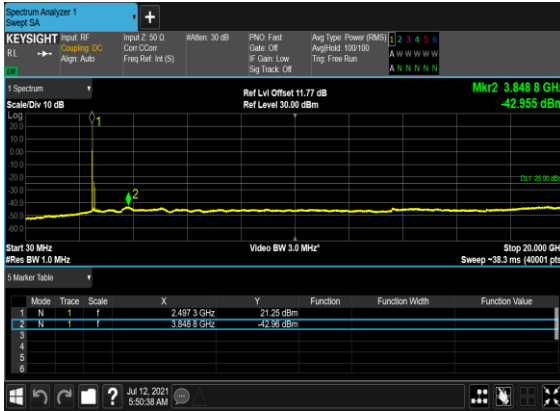 Spectrum Analyzer 1
Swept SA
+
KEYSIGHT
RL
Input: RF
Coupling: DC
Align: Auto
Input Z: 50 Ω
Corr CCorr
Freq Ref: Int (S)
#Atten: 30 dB
PNO: Fast
Gate: Off
IF Gain: Low
Sig Track: Off
Avg Type: Power (RMS)
Avg|Hold: 100/100
Trig: Free Run
1 2 3 4 5 6
A W W W W W
A N N N N N
1 Spectrum
Scale/Div 10 dB
Ref Lvl Offset 11.77 dB
Ref Level 30.00 dBm
Mkr2 3.848 8 GHz
-42.955 dBm
Log
20.0
10.0
0.00
-10.0
-20.0
-30.0
-40.0
-50.0
-60.0
1
2
DL1 25.00 dBm
Start 30 MHz
#Res BW 1.0 MHz
Video BW 3.0 MHz*
Stop 20.000 GH
Sweep ~38.3 ms (40001 pts
5 Marker Table
Mode Trace Scale X Y Function Function Width Function Value
1 N 1 f 2.497 3 GHz 21.25 dBm
2 N 1 f 3.848 8 GHz -42.96 dBm
3
4
5
6
?
Jul 12, 2021
5:50:38 AM